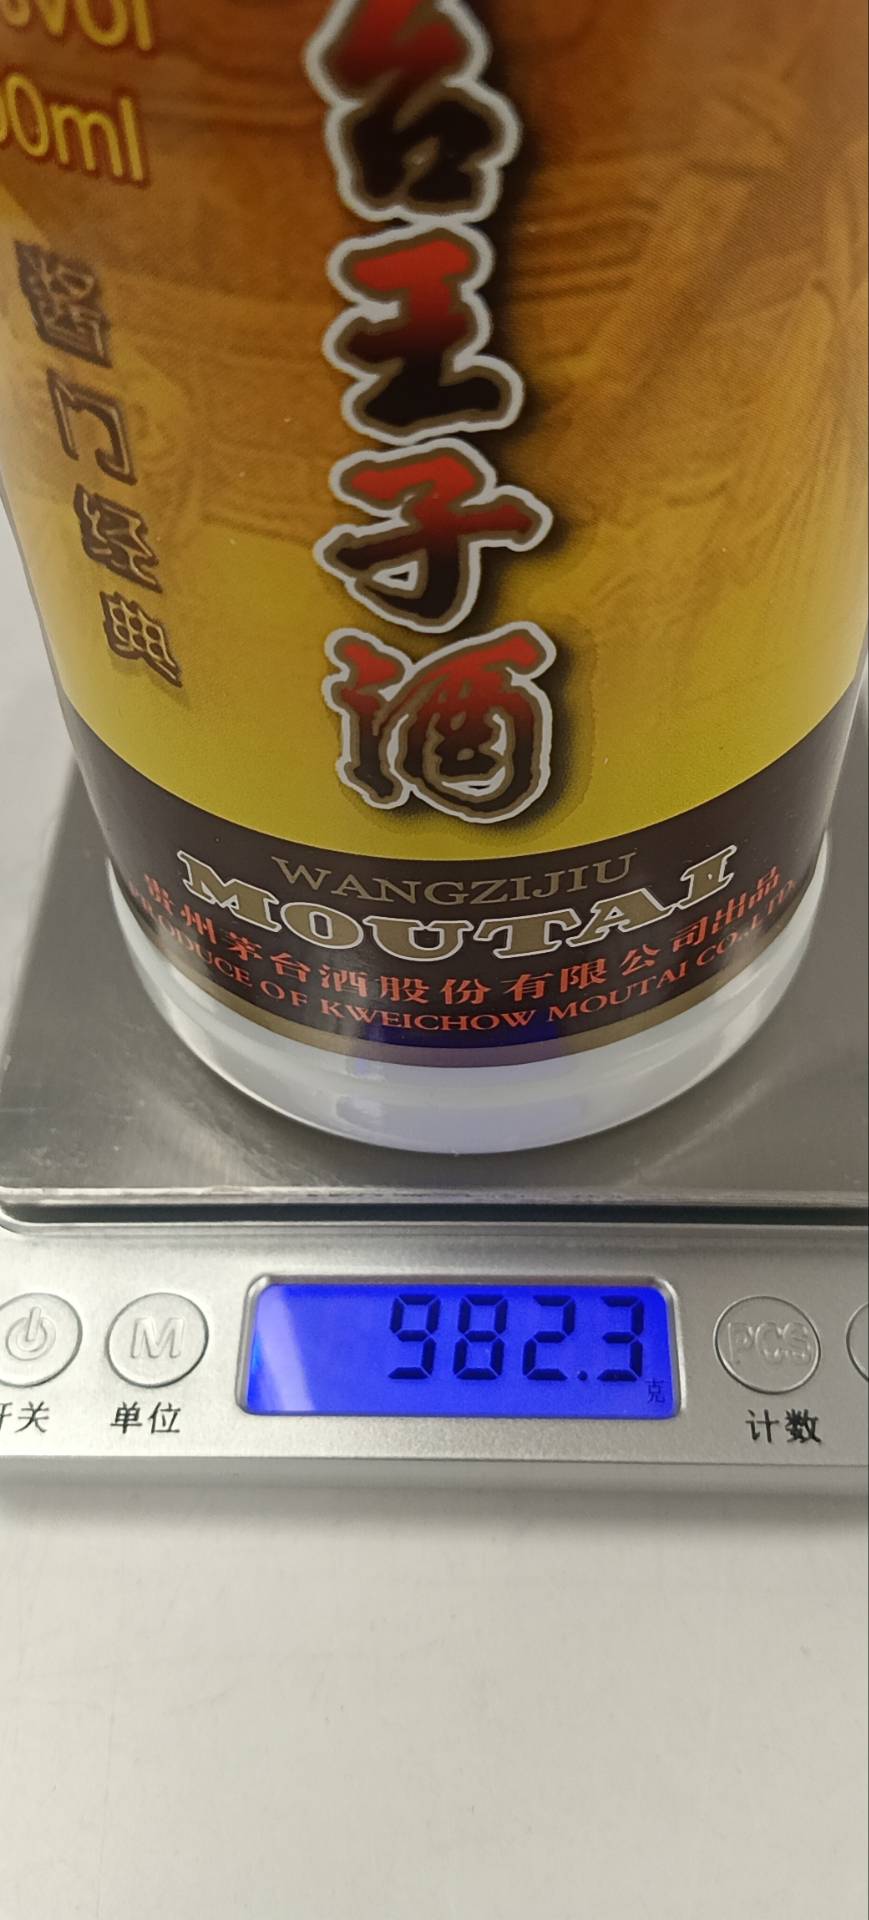 vol
0ml
台王子酒
酱门经典
WANGZIJIU
MOUTAI
贵州茅台酒股份有限公司出品
PRODUCE OF KWEICHOW MOUTAI CO., LTD.
982.3
克
M
PCS
开关
单位
计数